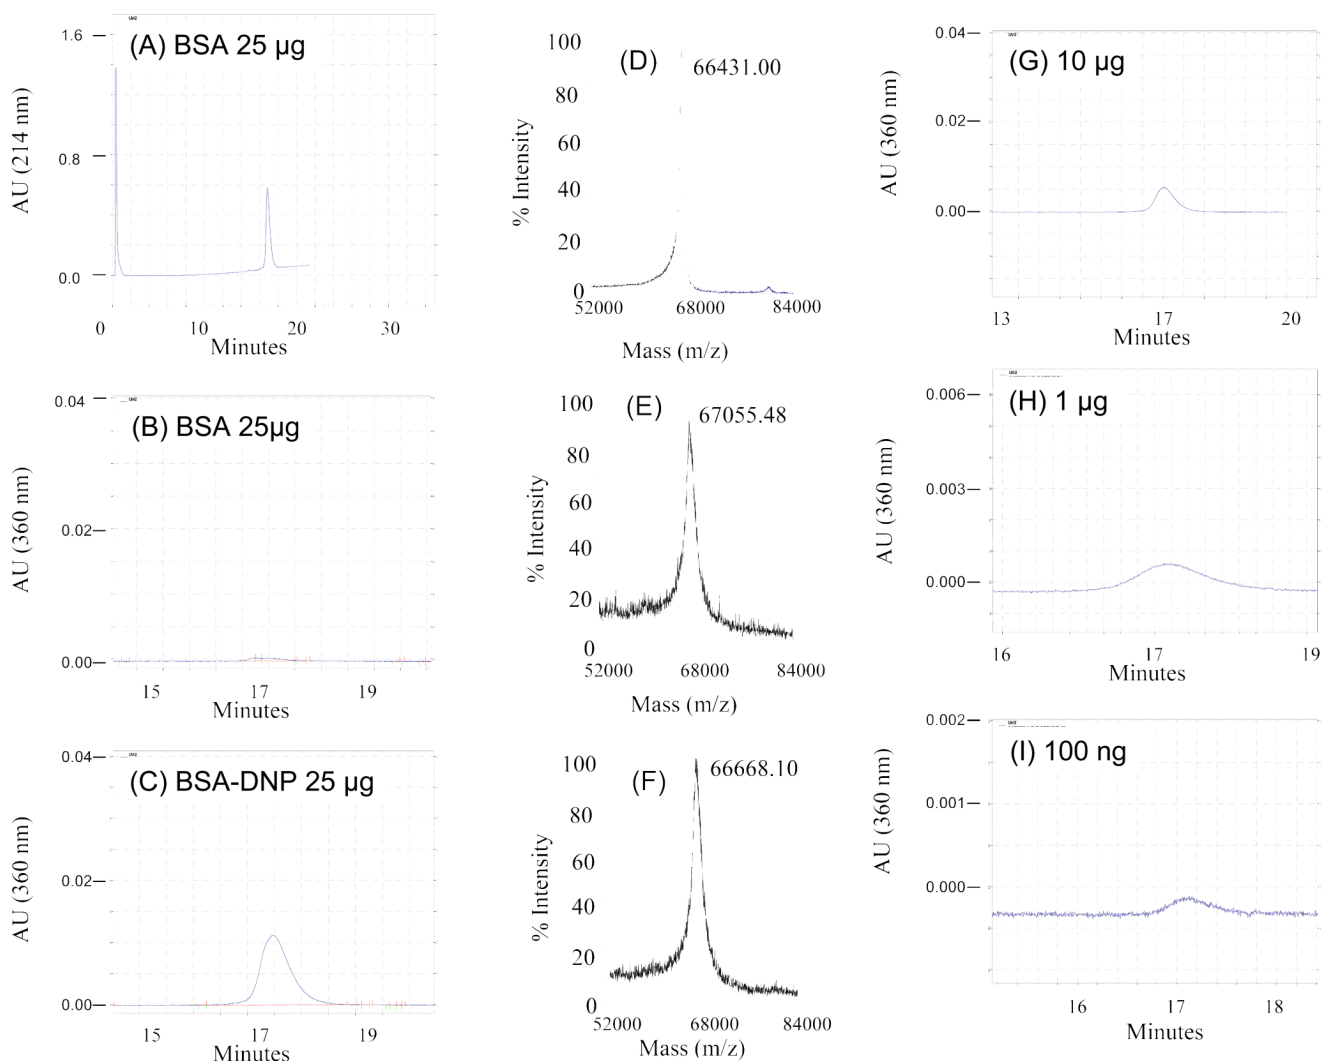 (A) BSA 25 µg
UV2
AU (214 nm)
1.6
0.8
0.0
0 10 20 30
Minutes
(B) BSA 25µg
UV2
AU (360 nm)
0.04
0.02
0.00
15 17 19
Minutes
(C) BSA-DNP 25 µg
UV2
AU (360 nm)
0.04
0.02
0.00
15 17 19
Minutes
(D)
66431.00
% Intensity
100
80
60
40
20
0
52000 68000 84000
Mass (m/z)
(E)
67055.48
% Intensity
100
80
60
40
20
0
52000 68000 84000
Mass (m/z)
(F)
66668.10
% Intensity
100
80
60
40
20
0
52000 68000 84000
Mass (m/z)
(G) 10 µg
UV2
AU (360 nm)
0.04
0.02
0.00
13 17 20
Minutes
(H) 1 µg
UV2
AU (360 nm)
0.006
0.003
0.000
16 17 19
Minutes
(I) 100 ng
UV2
AU (360 nm)
0.002
0.001
0.000
16 17 18
Minutes